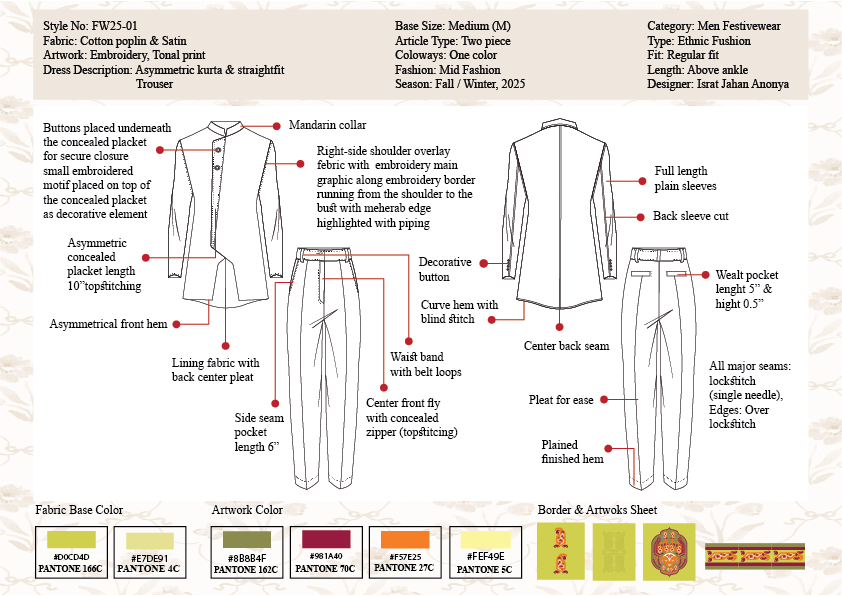 Style No: FW25-01
Fabric: Cotton poplin & Satin
Artwork: Embroidery, Tonal print
Dress Description: Asymmetric kurta & straightfit
Trouser
Base Size: Medium (M)
Article Type: Two piece
Coloways: One color
Fashion: Mid Fashion
Season: Fall / Winter, 2025
Category: Men Festivewear
Type: Ethnic Fushion
Fit: Regular fit
Length: Above ankle
Designer: Israt Jahan Anonya
Buttons placed underneath
the concealed placket
for secure closure
small embroidered
motif placed on top of
the concealed placket
as decorative element
Mandarin collar
Right-side shoulder overlay
febric with embroidery main
graphic along embroidery border
running from the shoulder to the
bust with meherab edge
highlighted with piping
Full length
plain sleeves
Back sleeve cut
Asymmetric
concealed
placket length
10”topstitching
Decorative
button
Wealt pocket
lenght 5” &
hight 0.5”
Curve hem with
blind stitch
Asymmetrical front hem
Center back seam
Lining fabric with
back center pleat
Waist band
with belt loops
All major seams:
lockstitch
(single needle),
Edges: Over
lockstitch
Pleat for ease
Center front fly
with concealed
zipper (topstitcing)
Side seam
pocket
length 6”
Plained
finished hem
Fabric Base Color
Artwork Color
Border & Artwoks Sheet
#D0CD4D
PANTONE 166C
#E7DE91
PANTONE 4C
#8B8B4F
PANTONE 162C
#981A40
PANTONE 70C
#F57E25
PANTONE 27C
#FEF49E
PANTONE 5C